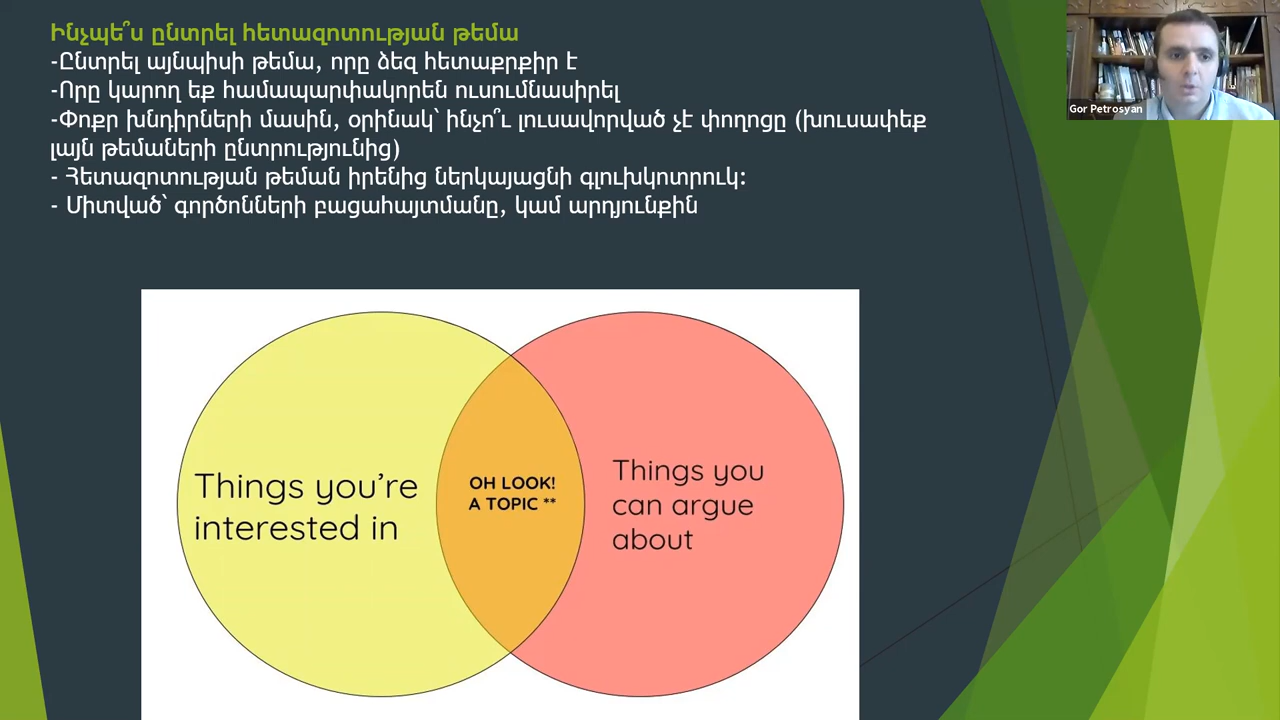 Ինչպե՞ս ընտրել հետազոտության թեմա
-Ընտրել այնպիսի թեմա, որը ձեզ հետաքրքիր է
-Որը կարող եք համապարփակորեն ուսումնասիրել
-Փոքր խնդիրների մասին, օրինակ՝ ինչո՞ւ լուսավորված չէ փողոցը (խուսափեք
լայն թեմաների ընտրությունից)
- Հետազոտության թեման իրենից ներկայացնի գլուխկոտրուկ:
- Միտված՝ գործոնների բացահայտմանը, կամ արդյունքին
Gor Petrosyan
Things you're
interested in
OH LOOK!
A TOPIC **
Things you
can argue
about